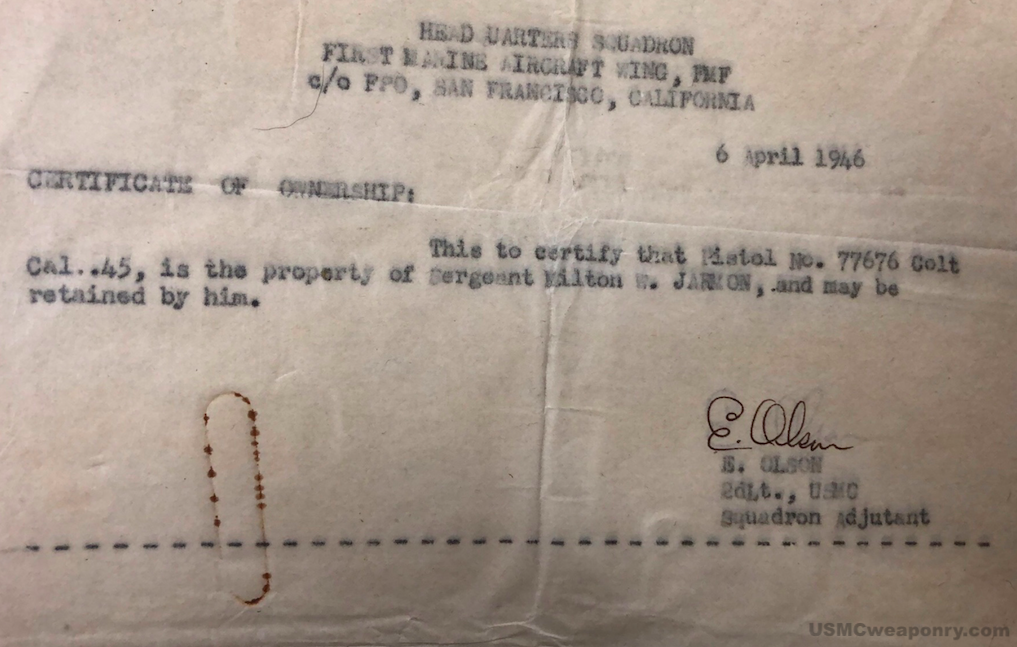 HEADQUARTERS SQUADRON
FIRST MARINE AIRCRAFT WING, FMF
c/o FPO, SAN FRANCISCO, CALIFORNIA
6 April 1946
CERTIFICATE OF OWNERSHIP:
This to certify that Pistol No. 77676 Colt
Cal..45, is the property of Sergeant Milton W. JARMON, and may be
retained by him.
E. Olson
E. OLSON
2dLt., USMC
Squadron Adjutant
USMCweaponry.com